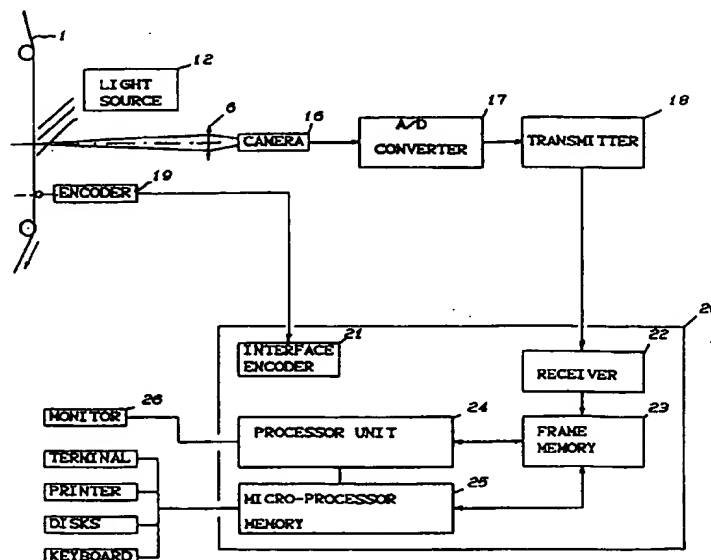 1
12
LIGHT
SOURCE
6
16
CAMERA
17
A/D
CONVERTER
18
TRANSMITTER
19
ENCODER
21
INTERFACE
ENCODER
22
RECEIVER
26
MONITOR
24
PROCESSOR UNIT
23
FRAME
MEMORY
TERMINAL
25
MICRO-PROCESSOR
MEMORY
PRINTER
DISKS
KEYBOARD